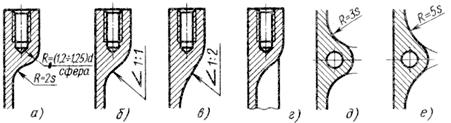 R=(1,2÷1,25)d
сфера
R=2s
1:1
1:2
R=3s
R=5s
а) б) в) г) д) е)